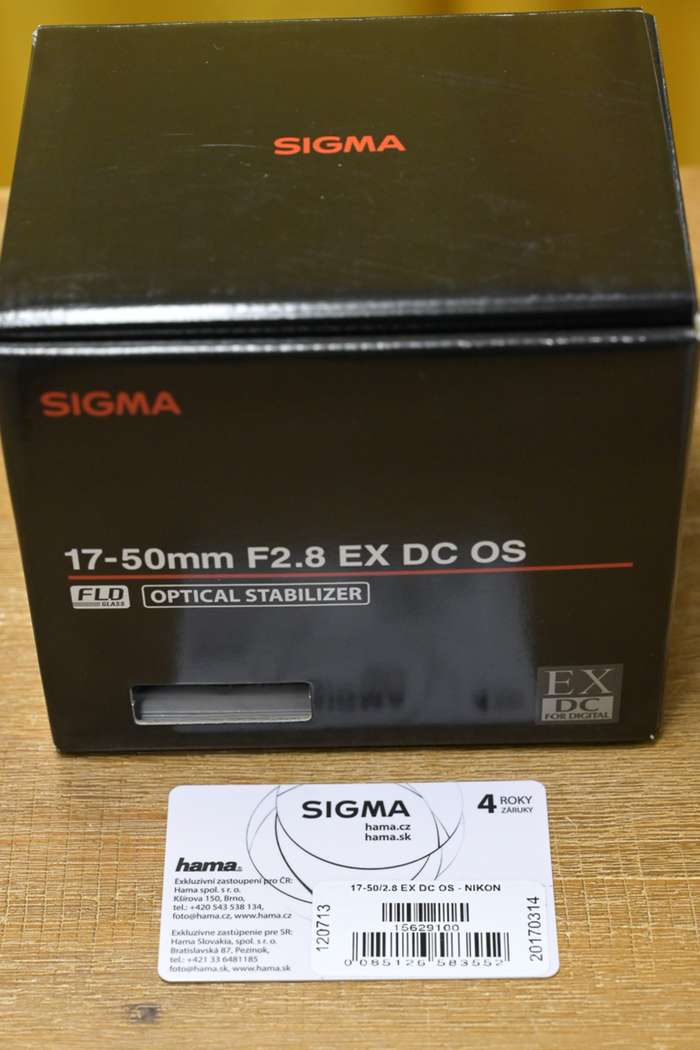 SIGMA
SIGMA
17-50mm F2.8 EX DC OS
FLD
GLASS
OPTICAL STABILIZER
EX
DC
FOR DIGITAL
SIGMA
hama.cz
hama.sk
4 ROKY
ZÁRUKY
hama®
Exkluzivní zastoupení pro ČR:
Hama spol. s r. o.
Kšírova 150, Brno,
tel.: +420 543 538 134,
foto@hama.cz, www.hama.cz
Exkluzívne zastúpenie pre SR:
Hama Slovakia, spol. s r. o.
Bratislavská 87, Pezinok,
tel.: +421 33 6481185
foto@hama.sk, www.hama.sk
17-50/2.8 EX DC OS - NIKON
120713
15629100
0 085126 583552
20170314